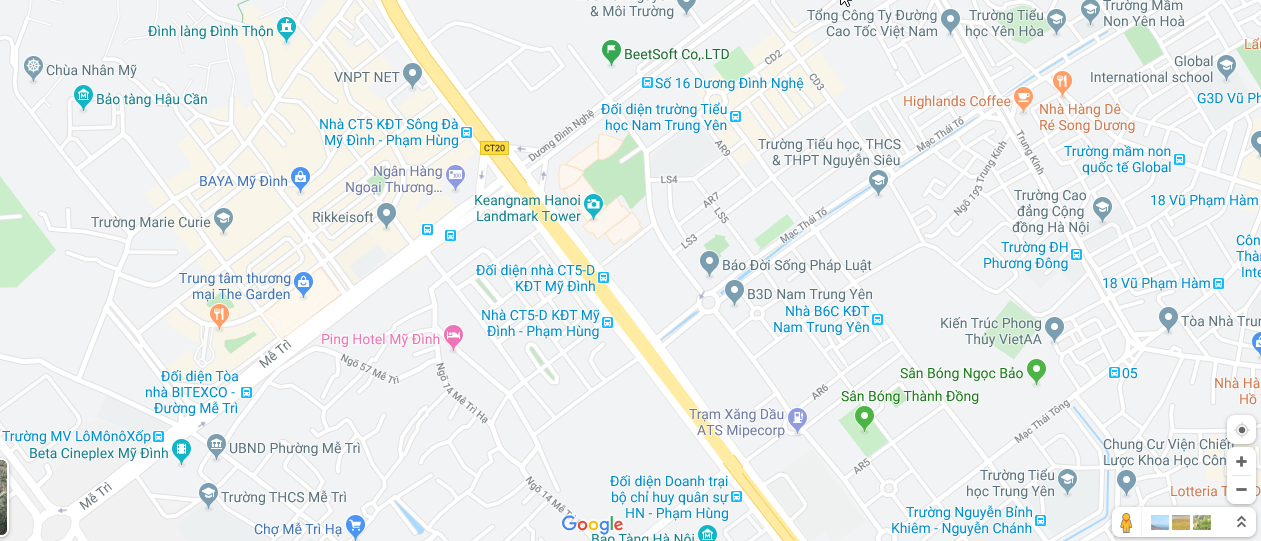 & Môi Trường
Tổng Công Ty Đường
Cao Tốc Việt Nam
Trường Tiểu
học Yên Hòa
Trường Mầm
Non Yên Hoà
Đình làng Đình Thôn
BeetSoft Co,.LTD
CD2
CD3
Chùa Nhân Mỹ
VNPT NET
Số 16 Dương Đình Nghệ
Global
International school
Bảo tàng Hậu Cần
Highlands Coffee
G3D Vũ
Nhà Hàng Dê
Ré Song Dương
Đối diện trường Tiểu
học Nam Trung Yên
Nhà CT5 KĐT Sông Đà
Mỹ Đình - Phạm Hùng
CT20
Dương Đình Nghệ
AR9
Trường Tiểu học, THCS
& THPT Nguyễn Siêu
Mạc Thái Tổ
Trung Kính
Trường mầm non
quốc tế Global
BAYA Mỹ Đình
Ngân Hàng
Ngoại Thương...
LS4
AR7
LS5
LS3
Ngõ 193 Trung Kính
Trường Cao
đẳng Cộng
đồng Hà Nội
18 Vũ Phạm Hàm
Trường Marie Curie
Rikkeisoft
Keangnam Hanoi
Landmark Tower
Mạc Thái Tổ
Trường ĐH
Phương Đông
Trung tâm thương
mại The Garden
Đối diện nhà CT5-D
KĐT Mỹ Đình
Báo Đời Sống Pháp Luật
B3D Nam Trung Yên
18 Vũ Phạm Hàm
Nhà CT5-D KĐT Mỹ
Đình - Phạm Hùng
Nhà B6C KĐT
Nam Trung Yên
Kiến Trúc Phong
Thủy VietAA
Tòa Nhà Trung
Ping Hotel Mỹ Đình
Mễ Trì
Ngõ 57 Mễ Trì
Ngõ 14 Mễ Trì Hạ
Sân Bóng Ngọc Bảo
05
Đối diện Tòa
nhà BITEXCO -
Đường Mễ Trì
AR6
Sân Bóng Thành Đồng
Nhà Hà
Hồ
Trạm Xăng Dầu
ATS Mipecorp
Mạc Thái Tông
Trường MV LôMônôXốp
Beta Cineplex Mỹ Đình
UBND Phường Mễ Trì
AR5
Chung Cư Viện Chiến
Lược Khoa Học Côn
Mễ Trì
Trường THCS Mễ Trì
Ngõ 14 Mễ Trì
Đối diện Doanh trại
bộ chỉ huy quân sự
HN - Phạm Hùng
Trường Tiểu
học Trung Yên
Lotteria
Chợ Mễ Trì Hạ
Google
Bảo Tàng Hà Nội
Trường Nguyễn Bỉnh
Khiêm - Nguyễn Chánh